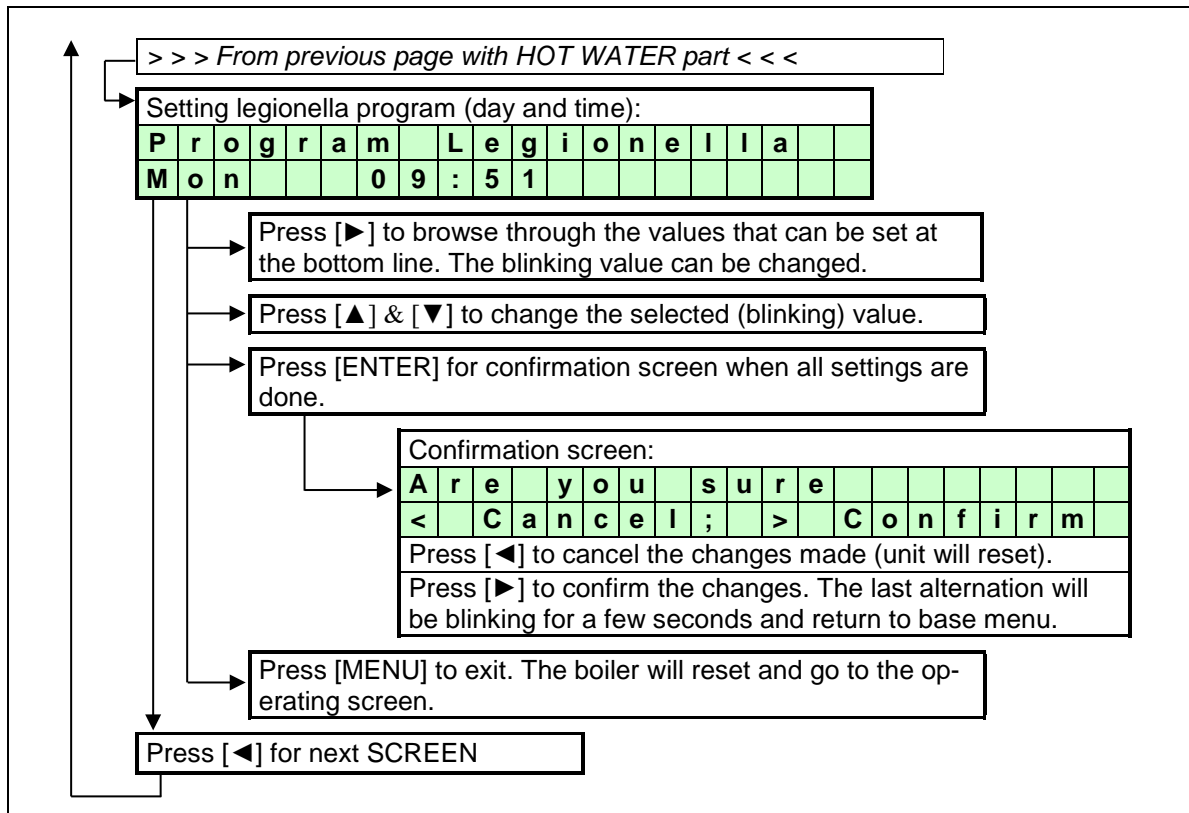 > > > From previous page with HOT WATER part < < <
Setting legionella program (day and time):
Program Legionella
Mon 09:51
Press [►] to browse through the values that can be set at
the bottom line. The blinking value can be changed.
Press [▲] & [▼] to change the selected (blinking) value.
Press [ENTER] for confirmation screen when all settings are
done.
Confirmation screen:
Are you sure
< Cancel; > Confirm
Press [◄] to cancel the changes made (unit will reset).
Press [►] to confirm the changes. The last alternation will
be blinking for a few seconds and return to base menu.
Press [MENU] to exit. The boiler will reset and go to the op-
erating screen.
Press [◄] for next SCREEN